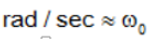 rad / sec ≈ ω₀